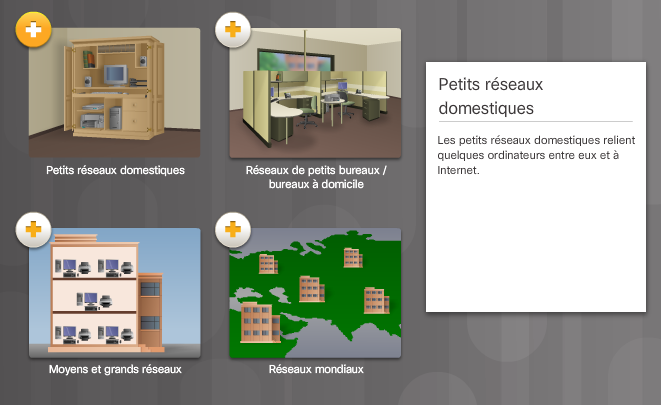 Petits réseaux domestiques
Réseaux de petits bureaux /
bureaux à domicile
Moyens et grands réseaux
Réseaux mondiaux
Petits réseaux
domestiques
Les petits réseaux domestiques relient
quelques ordinateurs entre eux et à
Internet.